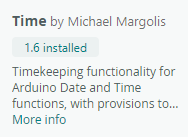 Time by Michael Margolis
1.6 installed
Timekeeping functionality for
Arduino Date and Time
functions, with provisions to...
More info